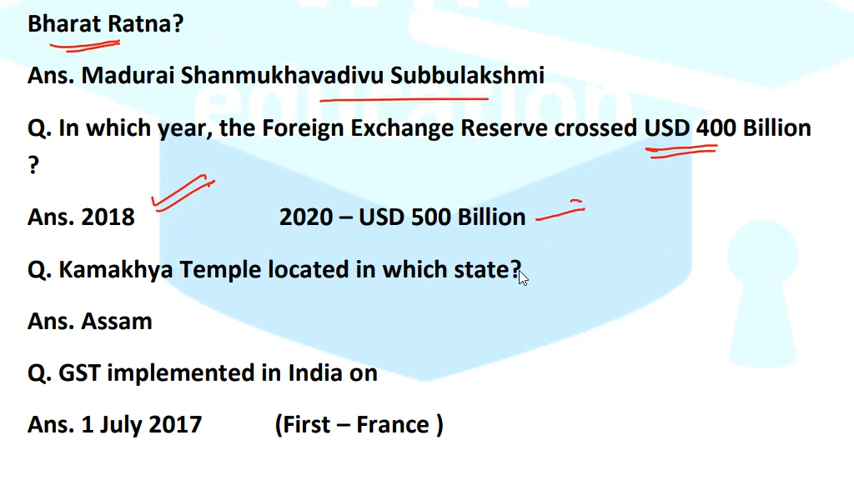 Bharat Ratna?
Ans. Madurai Shanmukhavadivu Subbulakshmi
Q. In which year, the Foreign Exchange Reserve crossed USD 400 Billion
?
Ans. 2018 2020 – USD 500 Billion
Q. Kamakhya Temple located in which state?
Ans. Assam
Q. GST implemented in India on
Ans. 1 July 2017 (First – France )
education